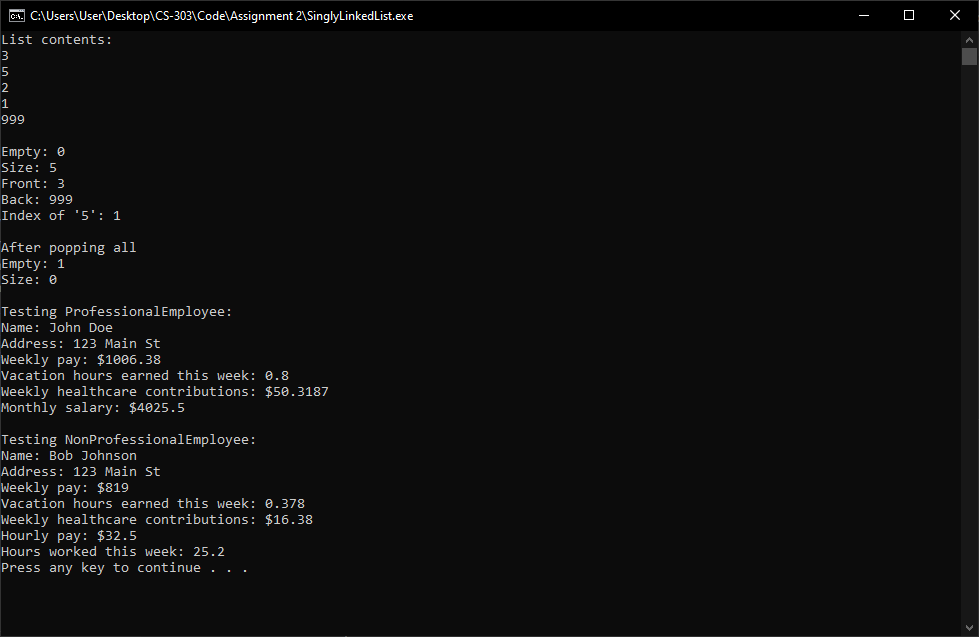 C:\Users\User\Desktop\CS-303\Code\Assignment 2\SinglyLinkedList.exe
List contents:
3
5
2
1
999
Empty: 0
Size: 5
Front: 3
Back: 999
Index of '5': 1
After popping all
Empty: 1
Size: 0
Testing ProfessionalEmployee:
Name: John Doe
Address: 123 Main St
Weekly pay: $1006.38
Vacation hours earned this week: 0.8
Weekly healthcare contributions: $50.3187
Monthly salary: $4025.5
Testing NonProfessionalEmployee:
Name: Bob Johnson
Address: 123 Main St
Weekly pay: $819
Vacation hours earned this week: 0.378
Weekly healthcare contributions: $16.38
Hourly pay: $32.5
Hours worked this week: 25.2
Press any key to continue . . .